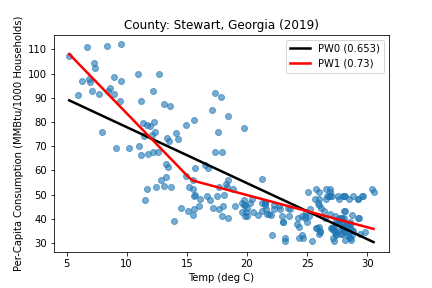 County: Stewart, Georgia (2019)
PW0 (0.653)
PW1 (0.73)
Per-Capita Consumption (MMBtu/1000 Households)
110
100
90
80
70
60
50
40
30
5 10 15 20 25 30
Temp (deg C)